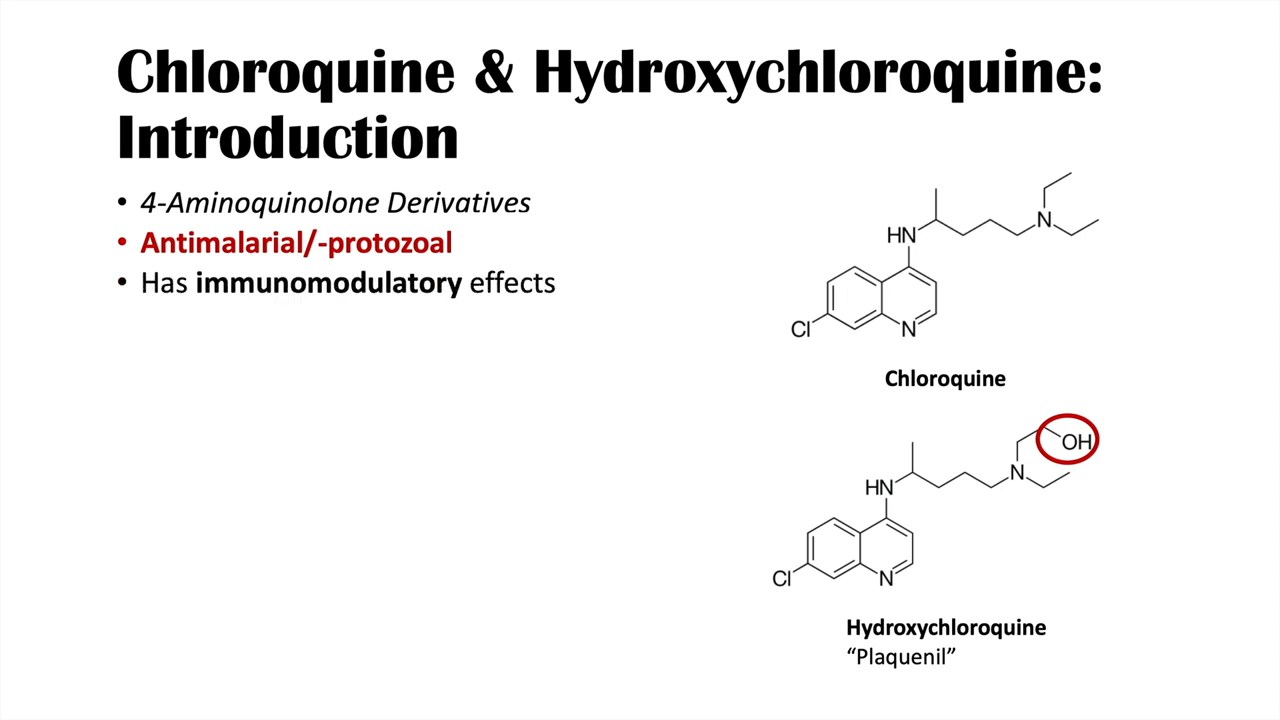 Chloroquine & Hydroxychloroquine:
Introduction
• 4-Aminoquinolone Derivatives
• Antimalarial/-protozoal
• Has immunomodulatory effects
HN
N
Cl
N
Chloroquine
OH
HN
N
Cl
N
Hydroxychloroquine
“Plaquenil”